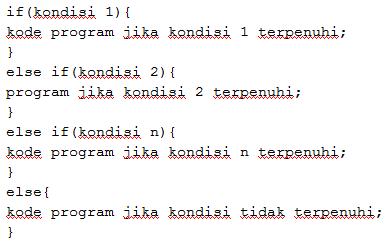 if(kondisi 1){
kode program jika kondisi 1 terpenuhi;
}
else if(kondisi 2){
program jika kondisi 2 terpenuhi;
}
else if(kondisi n){
kode program jika kondisi n terpenuhi;
}
else{
kode program jika kondisi tidak terpenuhi;
}